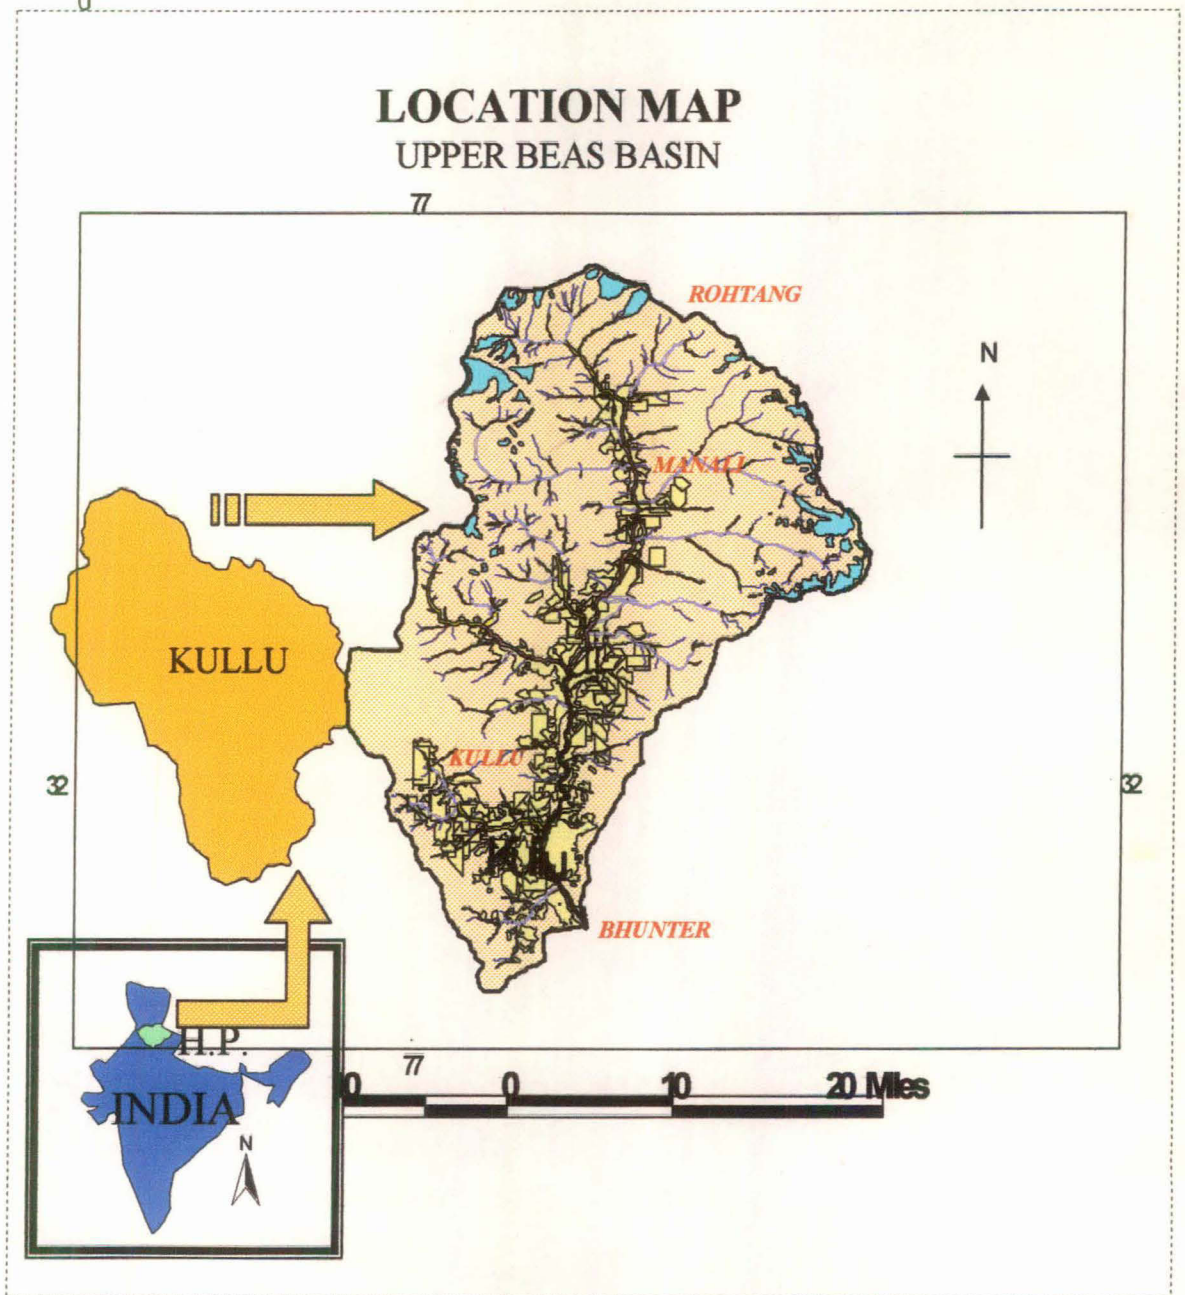 0
LOCATION MAP
UPPER BEAS BASIN
77
ROHTANG
N
MANALI
KULLU
KULLU
32
32
BHUNTER
H.P.
77
0 0 10 20 Miles
INDIA
N